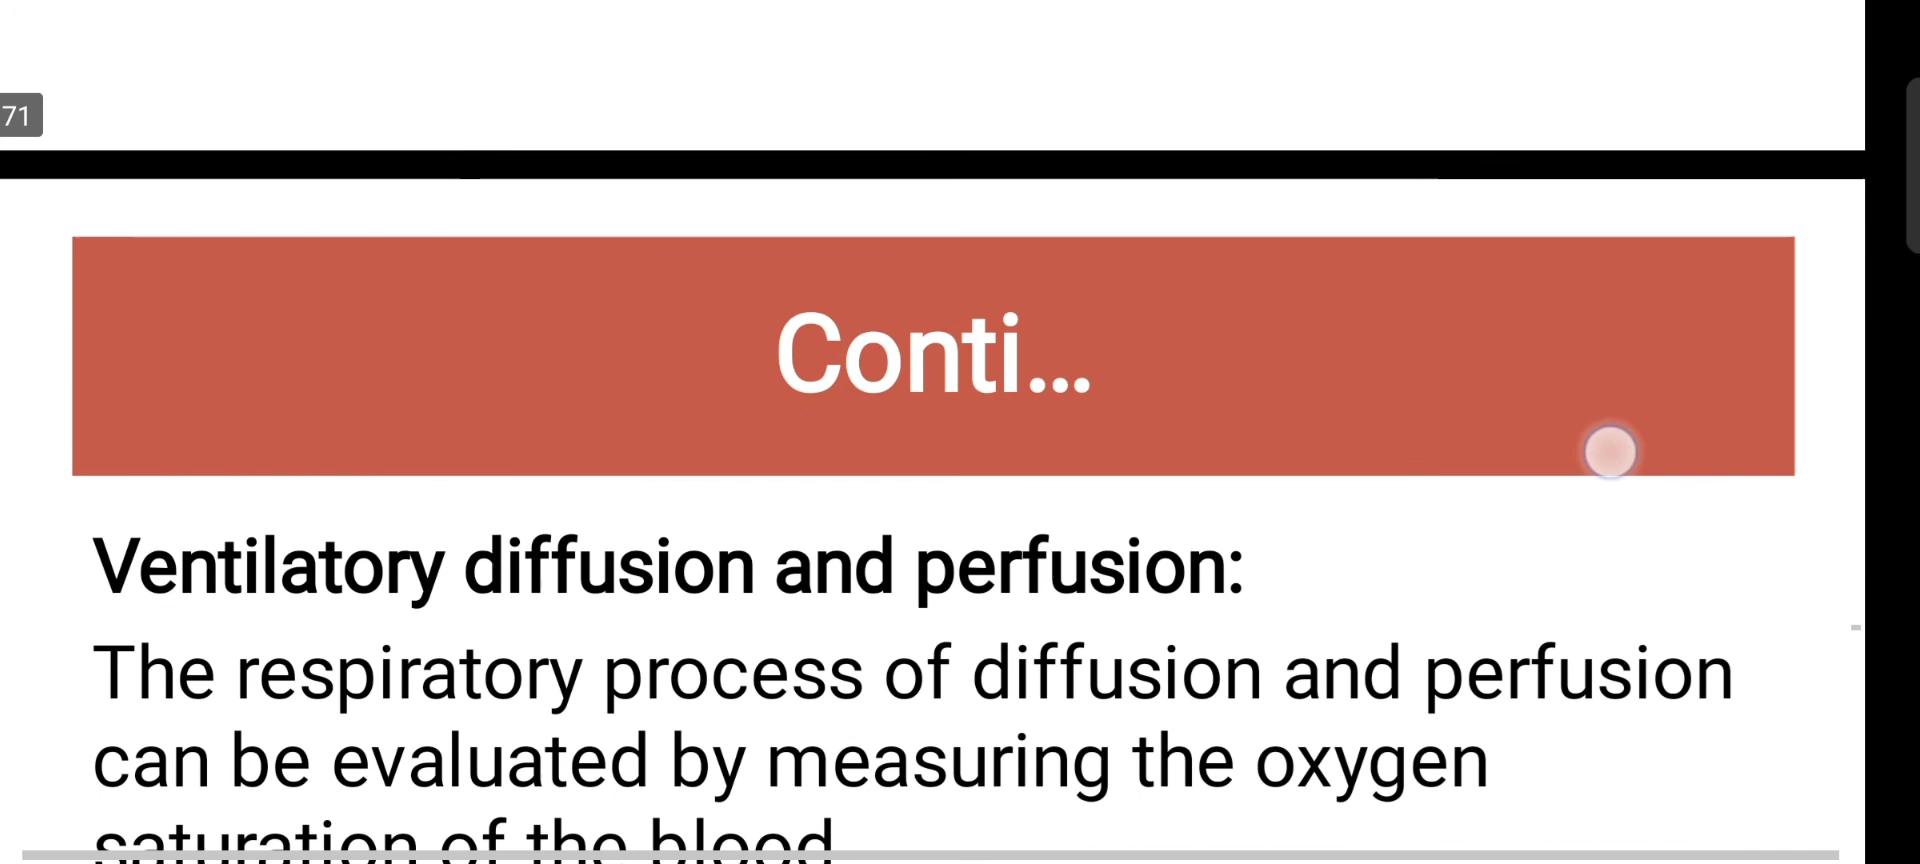 71
Conti...
Ventilatory diffusion and perfusion:
The respiratory process of diffusion and perfusion
can be evaluated by measuring the oxygen
saturation of the blood